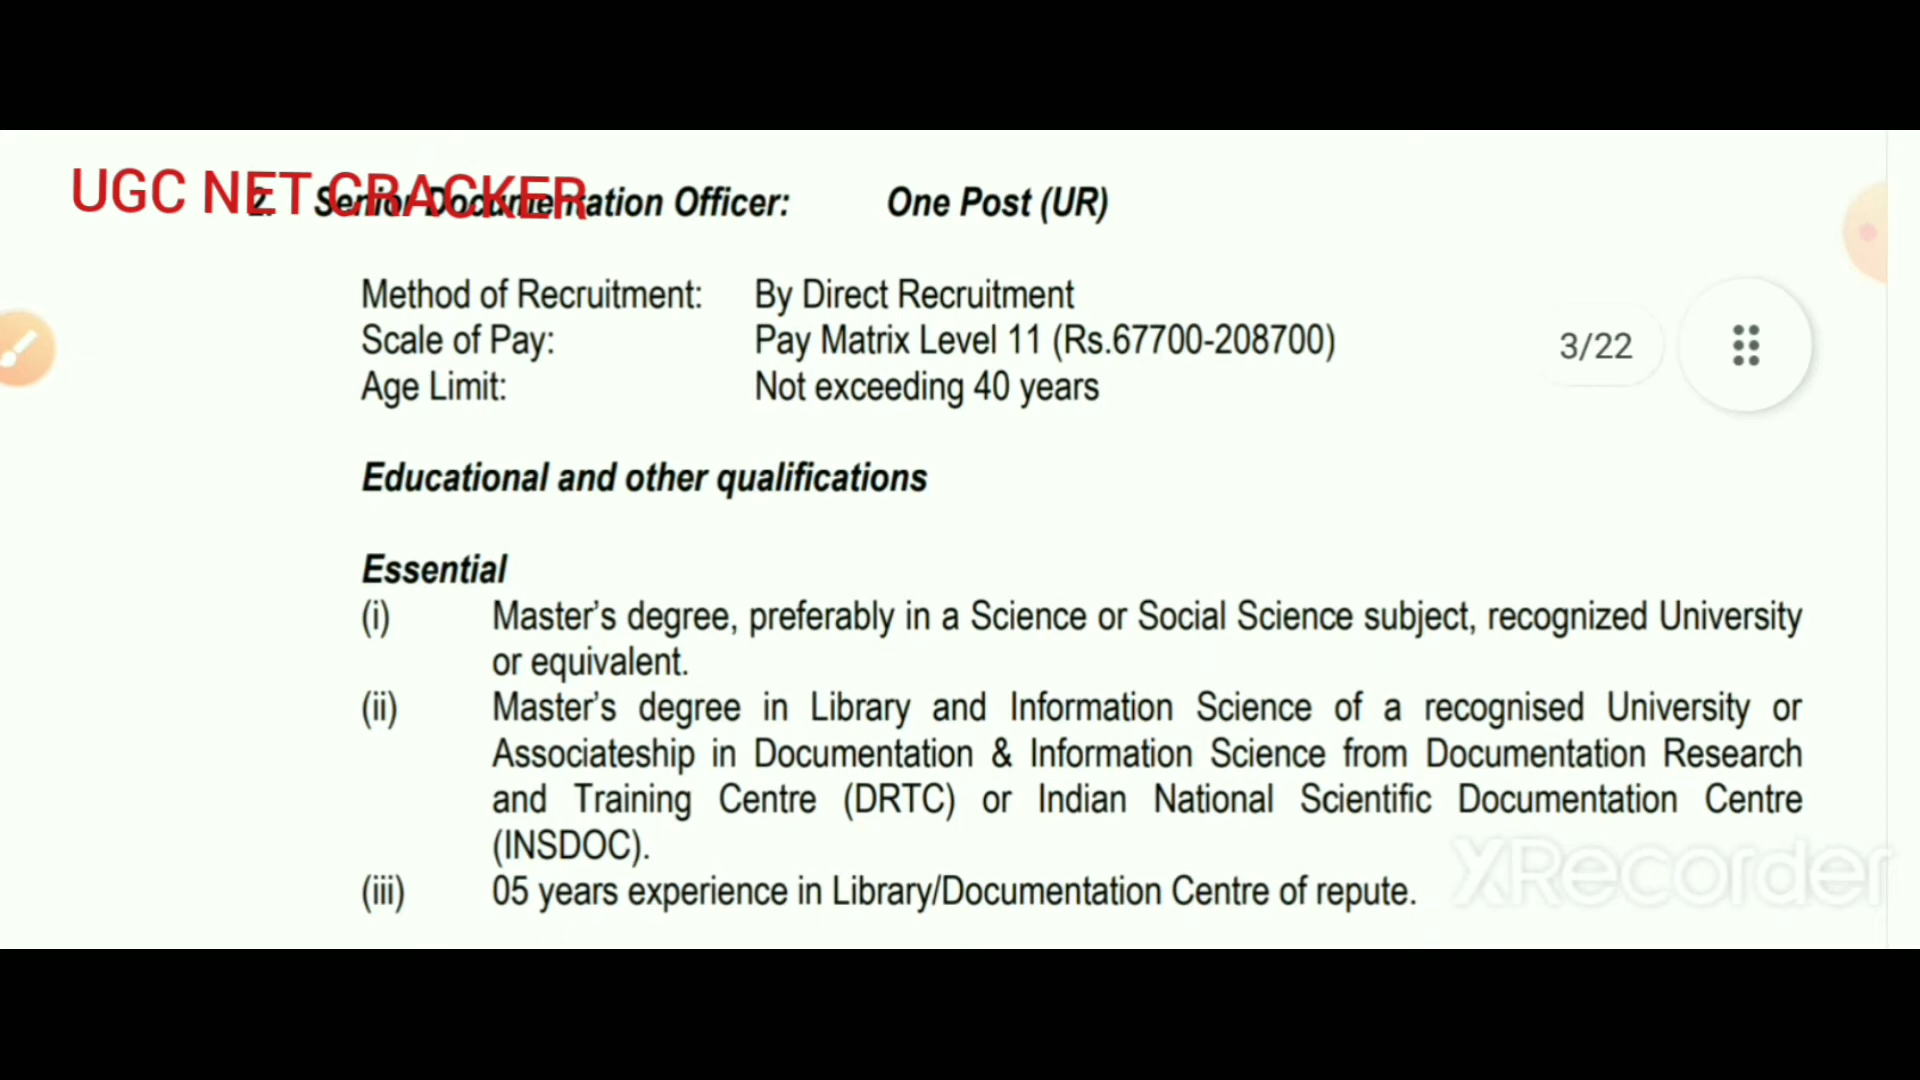 UGC NET CRACKER
2. Senior Documentation Officer: One Post (UR)
Method of Recruitment: By Direct Recruitment
Scale of Pay: Pay Matrix Level 11 (Rs.67700-208700)
3/22
Age Limit: Not exceeding 40 years
Educational and other qualifications
Essential
(i) Master's degree, preferably in a Science or Social Science subject, recognized University
or equivalent.
(ii) Master's degree in Library and Information Science of a recognised University or
Associateship in Documentation & Information Science from Documentation Research
and Training Centre (DRTC) or Indian National Scientific Documentation Centre
(INSDOC).
(iii) 05 years experience in Library/Documentation Centre of repute.
XRecorder